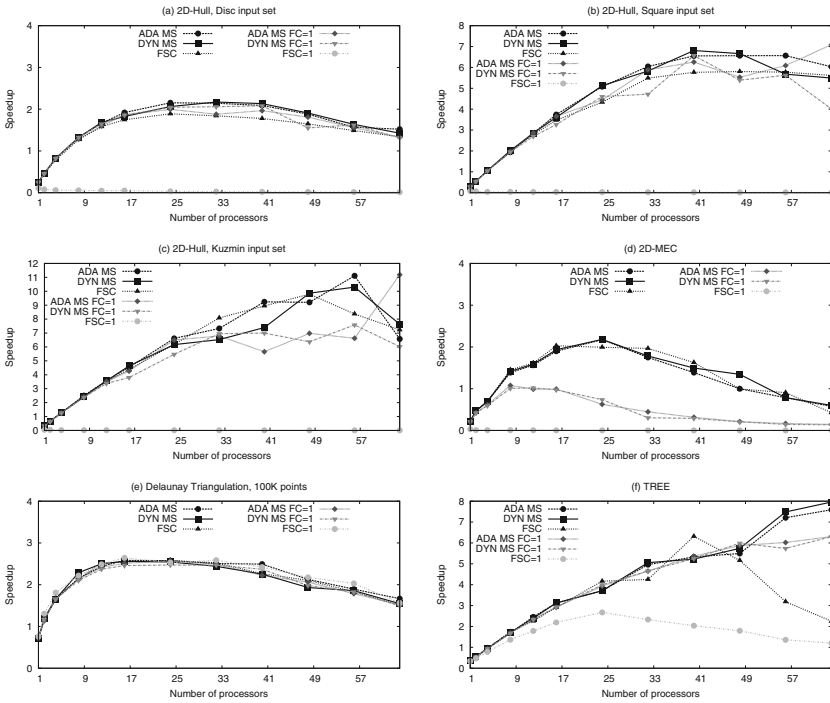 (a) 2D-Hull, Disc input set
4
3
2
1
0
Speedup
ADA MS
DYN MS
FSC
ADA MS FC=1
DYN MS FC=1
FSC=1
1 9 17 25 33 41 49 57
Number of processors
(b) 2D-Hull, Square input set
8
7
6
5
4
3
2
1
0
Speedup
ADA MS
DYN MS
FSC
ADA MS FC=1
DYN MS FC=1
FSC=1
1 9 17 25 33 41 49 57
Number of processors
(c) 2D-Hull, Kuzmin input set
12
11
10
9
8
7
6
5
4
3
2
1
0
Speedup
ADA MS
DYN MS
FSC
ADA MS FC=1
DYN MS FC=1
FSC=1
1 9 17 25 33 41 49 57
Number of processors
(d) 2D-MEC
4
3
2
1
0
Speedup
ADA MS
DYN MS
FSC
ADA MS FC=1
DYN MS FC=1
FSC=1
1 9 17 25 33 41 49 57
Number of processors
(e) Delaunay Triangulation, 100K points
4
3
2
1
0
Speedup
ADA MS
DYN MS
FSC
ADA MS FC=1
DYN MS FC=1
FSC=1
1 9 17 25 33 41 49 57
Number of processors
(f) TREE
8
7
6
5
4
3
2
1
0
Speedup
ADA MS
DYN MS
FSC
ADA MS FC=1
DYN MS FC=1
FSC=1
1 9 17 25 33 41 49 57
Number of processors